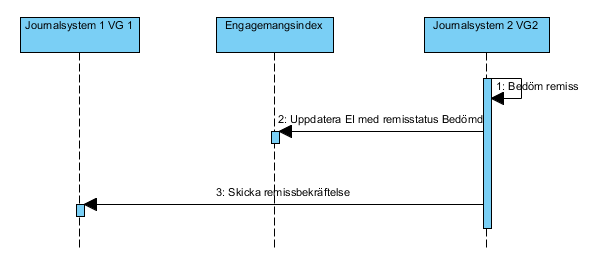 Journalsystem 1 VG 1
Engagemangsindex
Journalsystem 2 VG2
1: Bedöm remiss
2: Uppdatera EI med remisstatus Bedömd
3: Skicka remissbekräftelse